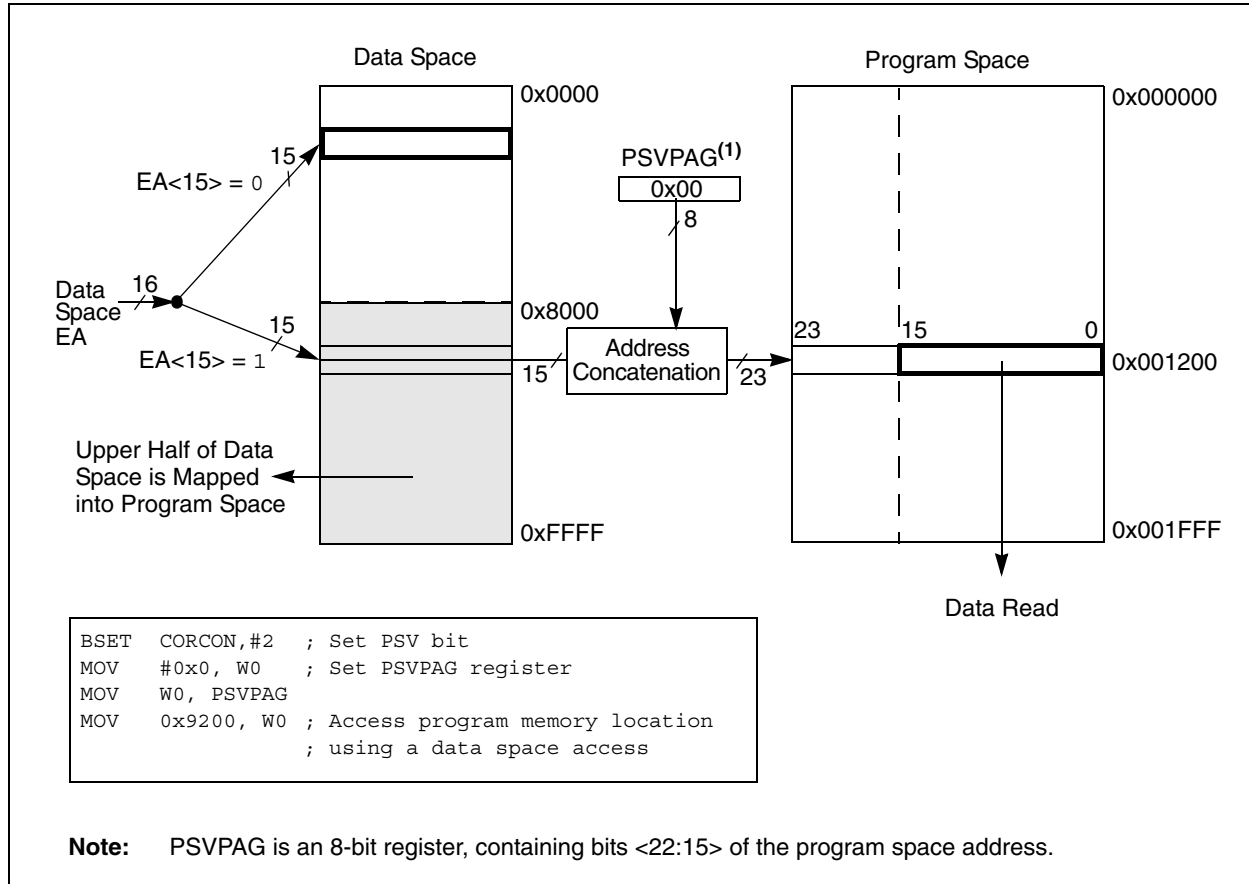 Data Space
Program Space
0x0000
0x000000
15
EA<15> = 0
PSVPAG(1)
0x00
8
16
Data
Space
EA
0x8000
15
EA<15> = 1
15
Address
Concatenation
23
23 15 0
0x001200
Upper Half of Data
Space is Mapped
into Program Space
0xFFFF
0x001FFF
Data Read
BSET CORCON,#2 ; Set PSV bit
MOV #0x0, W0 ; Set PSVPAG register
MOV W0, PSVPAG
MOV 0x9200, W0 ; Access program memory location
; using a data space access
Note: PSVPAG is an 8-bit register, containing bits <22:15> of the program space address.